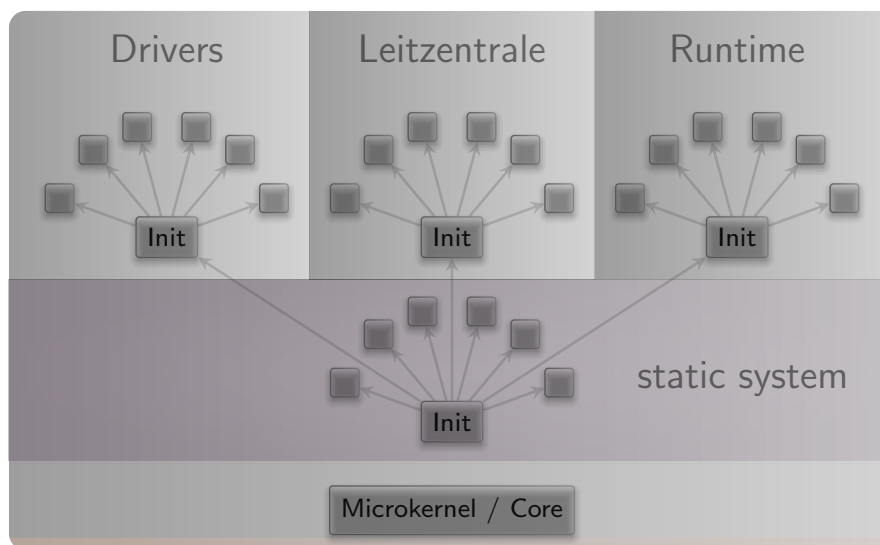 Drivers
Leitzentrale
Runtime
Init
Init
Init
static system
Init
Microkernel / Core